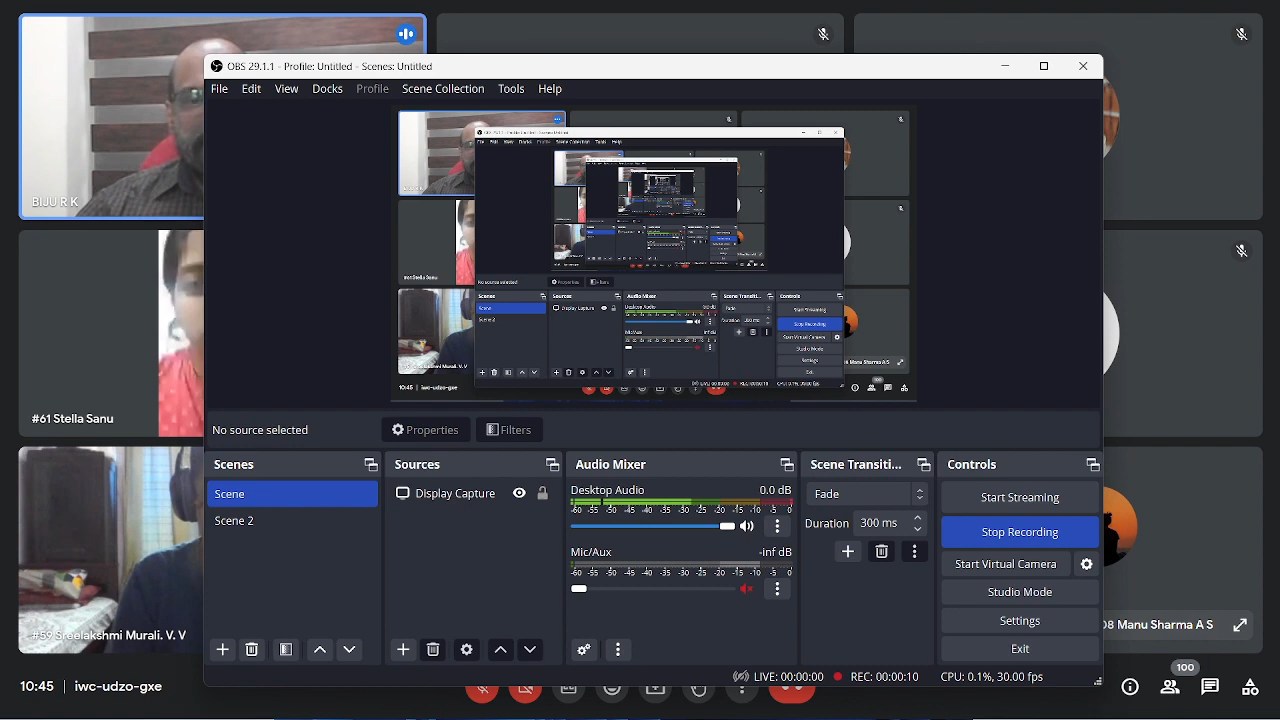 OBS 29.1.1 - Profile: Untitled - Scenes: Untitled
File Edit View Docks Profile Scene Collection Tools Help
BIJU R K
#61 Stella Sanu
10:45 iwc-udzo-gxe
No source selected Properties Filters
Scenes Sources Audio Mixer Scene Transiti... Controls
Scene
Scene 2
Display Capture
Desktop Audio 0.0 dB
-60 -55 -50 -45 -40 -35 -30 -25 -20 -15 -10 -5 0
Mic/Aux -inf dB
-60 -55 -50 -45 -40 -35 -30 -25 -20 -15 -10 -5 0
Fade
Duration 300 ms
Start Streaming
Stop Recording
Start Virtual Camera
Studio Mode
Settings
Exit
#59 Sreelakshmi Murali. V. V
08 Manu Sharma A S
LIVE: 00:00:00 REC: 00:00:10 CPU: 0.1%, 30.00 fps
10:45 | iwc-udzo-gxe
100